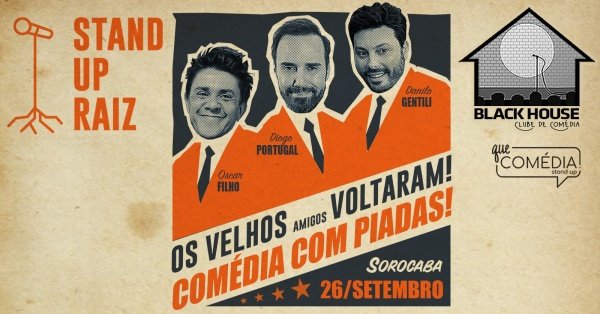 STAND
UP
RAIZ
Oscar
FILHO
Diogo
PORTUGAL
Danilo
GENTILI
OS VELHOS AMIGOS VOLTARAM!
COMÉDIA COM PIADAS!
SOROCABA
26/SETEMBRO
BLACK HOUSE
CLUBE DE COMÉDIA
que
COMÉDIA!
stand up